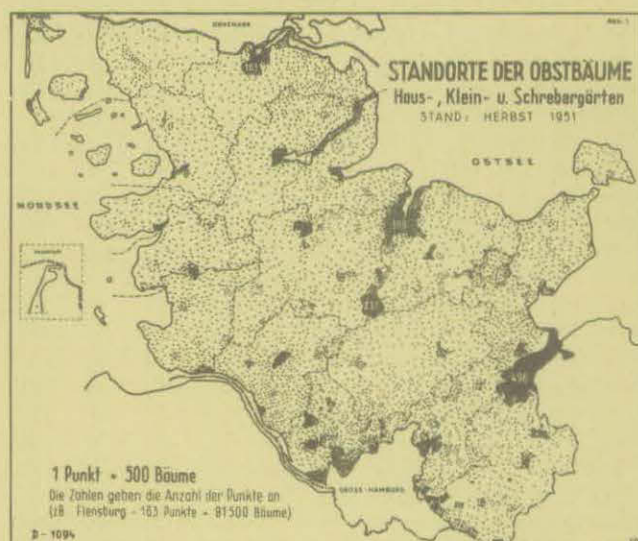 DÄNEMARK
STANDORTE DER OBSTBÄUME
Haus-, Klein- u. Schrebergärten
STAND: HERBST 1951
OSTSEE
NORDSEE
GROSS-HAMBURG
1 Punkt = 500 Bäume
Die Zahlen geben die Anzahl der Punkte an
(zB Flensburg - 163 Punkte = 81500 Bäume)
D-1094